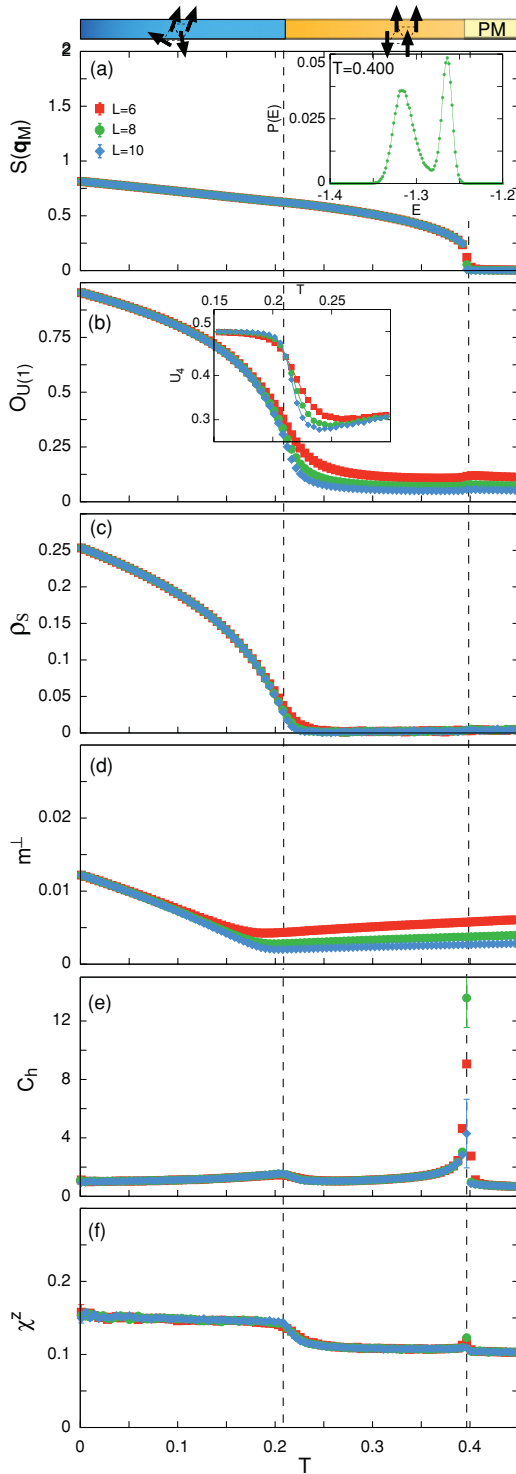 PM
(a)
S(qM)
2
1.5
1
0.5
0
L=6
L=8
L=10
T=0.400
P(E)
0.05
0.025
0
-1.4
-1.3
-1.2
E
(b)
OU(1)
0.75
0.5
0.25
0
T
0.15
0.2
0.25
U4
0.5
0.4
0.3
(c)
ρS
0.25
0.2
0.15
0.1
0.05
0
(d)
m⊥
0.02
0.01
0
(e)
Ch
12
8
4
0
(f)
χz
0.2
0.1
0
0
0.1
0.2
0.3
0.4
T